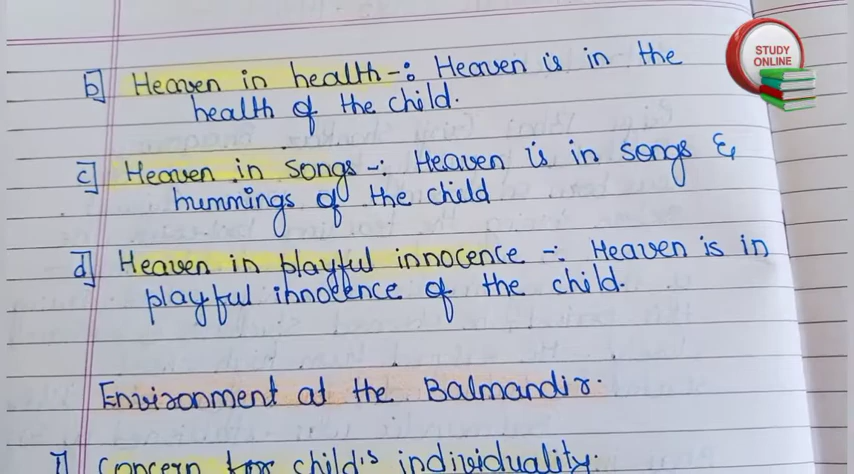 STUDY
ONLINE
b] Heaven in health -: Heaven is in the
health of the child.
c] Heaven in songs -: Heaven is in songs &
hummings of the child
d] Heaven in playful innocence -: Heaven is in
playful innocence of the child.
Environment at the Balmandir.
1] Concern for child's individuality.